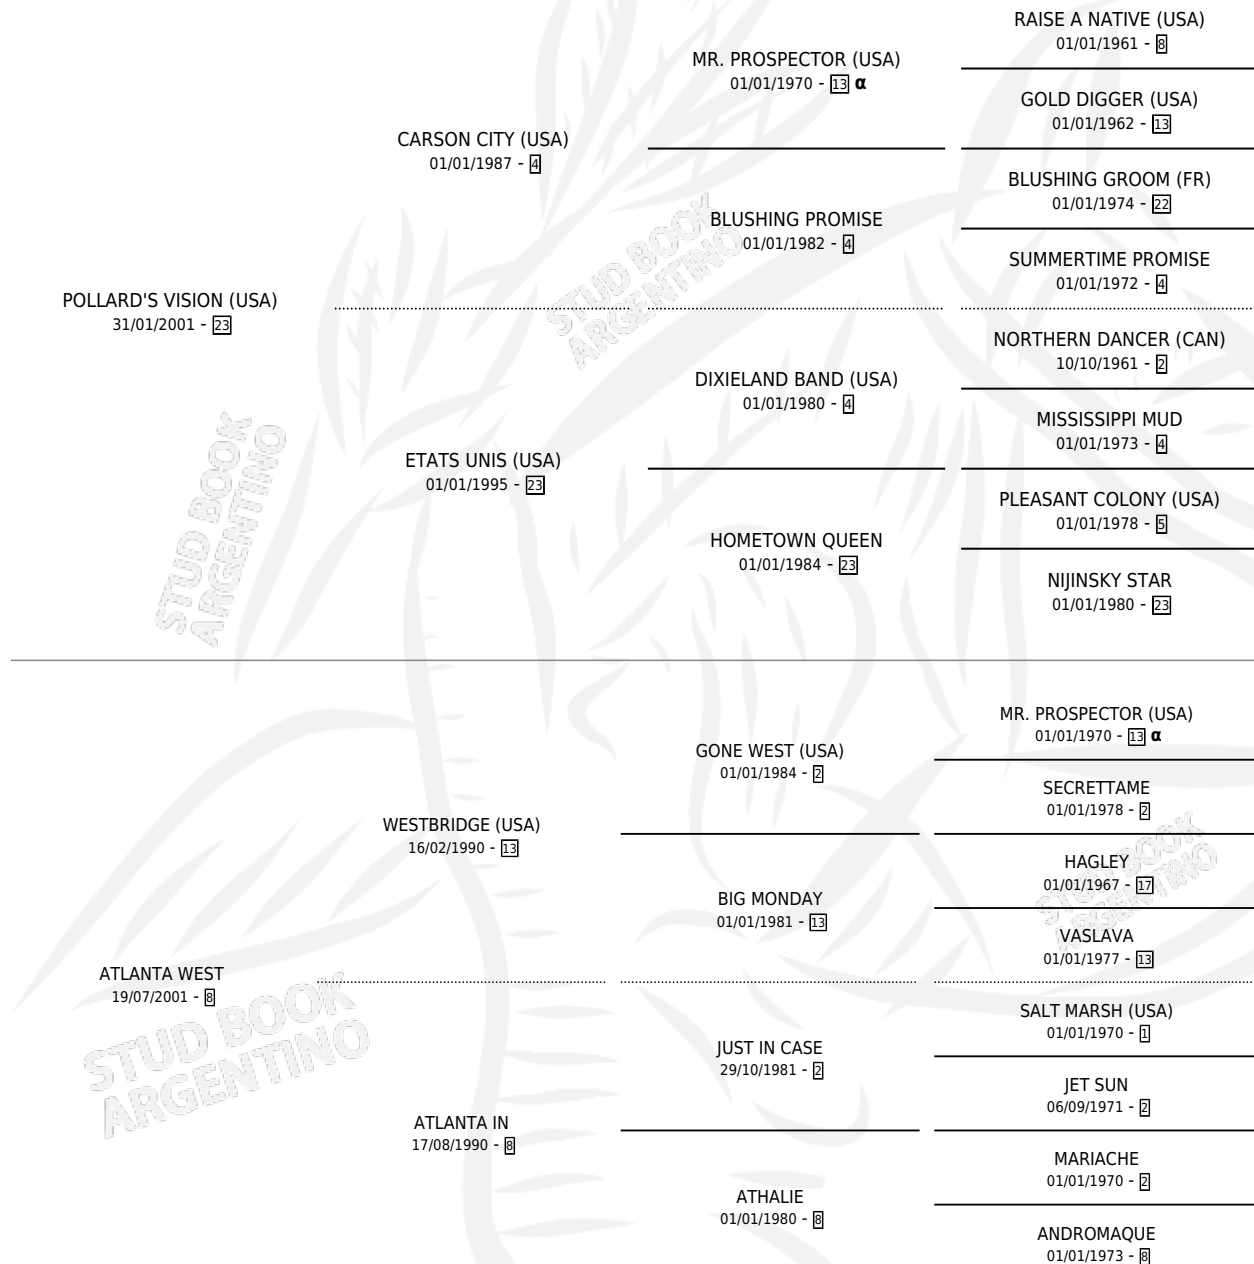 RAISE A NATIVE (USA)
01/01/1961 - 8
MR. PROSPECTOR (USA)
01/01/1970 - 13 α
GOLD DIGGER (USA)
01/01/1962 - 13
CARSON CITY (USA)
01/01/1987 - 4
BLUSHING GROOM (FR)
01/01/1974 - 22
BLUSHING PROMISE
01/01/1982 - 4
SUMMERTIME PROMISE
01/01/1972 - 4
POLLARD'S VISION (USA)
31/01/2001 - 23
NORTHERN DANCER (CAN)
10/10/1961 - 2
DIXIELAND BAND (USA)
01/01/1980 - 4
MISSISSIPPI MUD
01/01/1973 - 4
ETATS UNIS (USA)
01/01/1995 - 23
PLEASANT COLONY (USA)
01/01/1978 - 5
HOMETOWN QUEEN
01/01/1984 - 23
NIJINSKY STAR
01/01/1980 - 23
MR. PROSPECTOR (USA)
01/01/1970 - 13 α
GONE WEST (USA)
01/01/1984 - 2
SECRETTAME
01/01/1978 - 2
WESTBRIDGE (USA)
16/02/1990 - 13
HAGLEY
01/01/1967 - 17
BIG MONDAY
01/01/1981 - 13
VASLAVA
01/01/1977 - 13
ATLANTA WEST
19/07/2001 - 8
SALT MARSH (USA)
01/01/1970 - 1
JUST IN CASE
29/10/1981 - 2
JET SUN
06/09/1971 - 2
ATLANTA IN
17/08/1990 - 8
MARIACHE
01/01/1970 - 2
ATHALIE
01/01/1980 - 8
ANDROMAQUE
01/01/1973 - 8
STUD BOOK
ARGENTINO
STUD BOOK
ARGENTINO
STUD BOOK
ARGENTINO
STUD BOOK
ARGENTINO